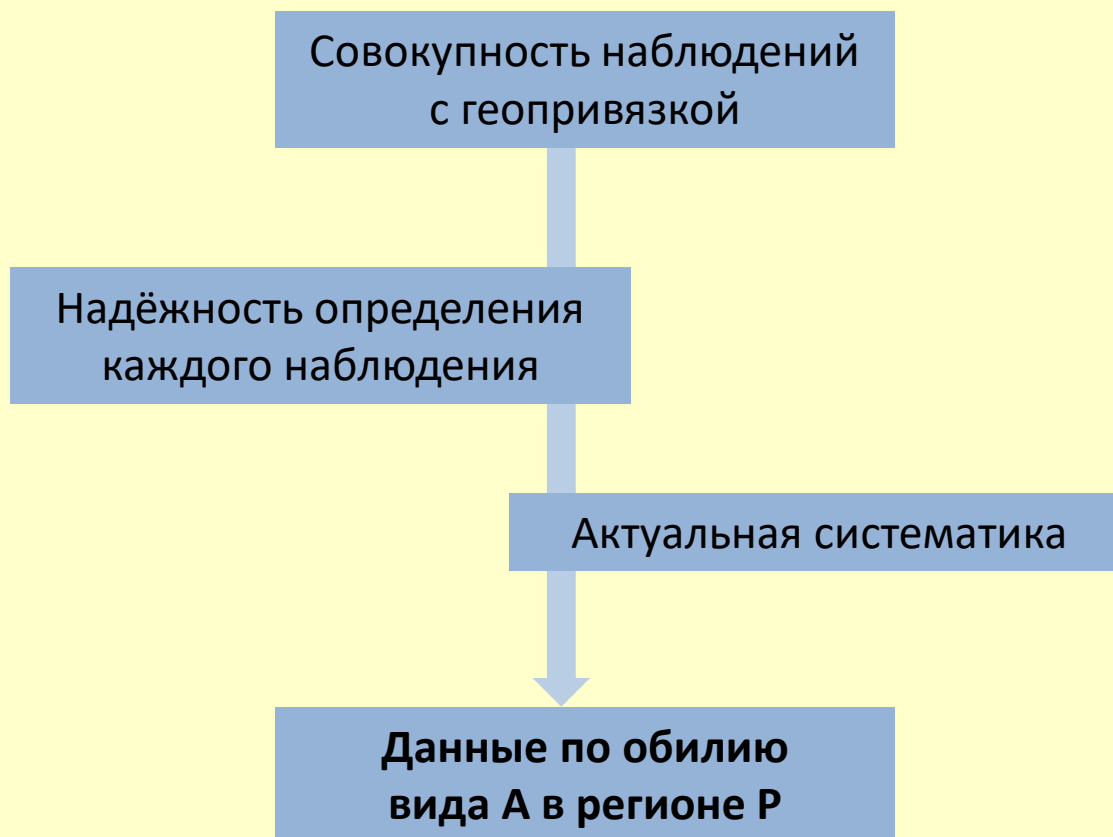 Совокупность наблюдений
с геопривязкой
Надёжность определения
каждого наблюдения
Актуальная систематика
Данные по обилию
вида А в регионе Р